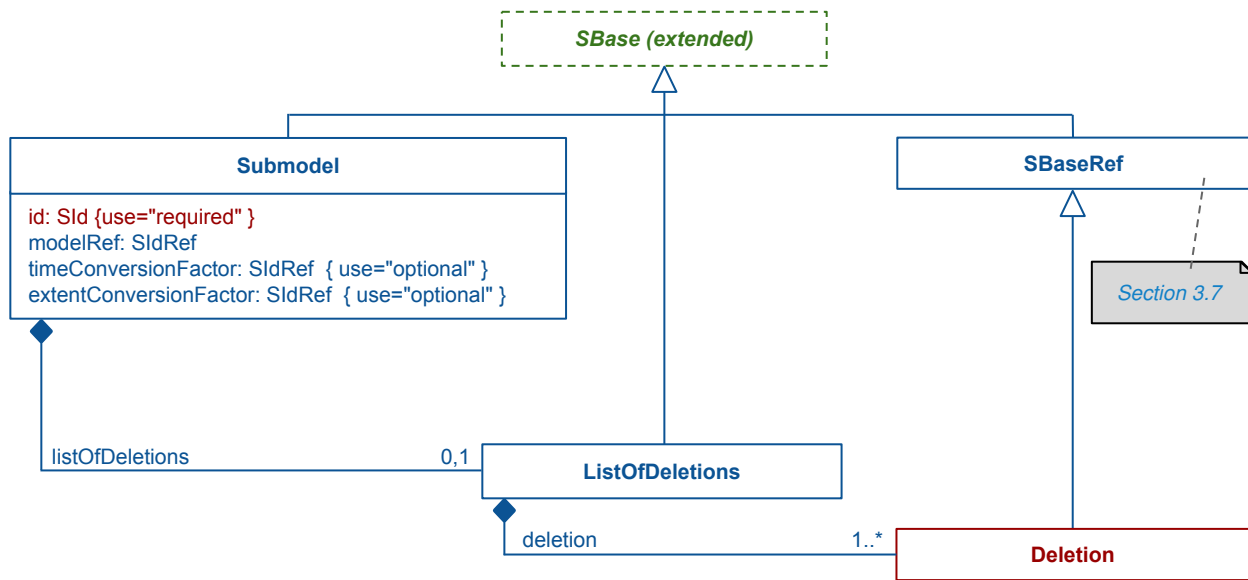 SBase (extended)
Submodel
SBaseRef
id: SId {use="required" }
modelRef: SIdRef
timeConversionFactor: SIdRef { use="optional" }
extentConversionFactor: SIdRef { use="optional" }
Section 3.7
listOfDeletions
0,1
ListOfDeletions
deletion
1..*
Deletion